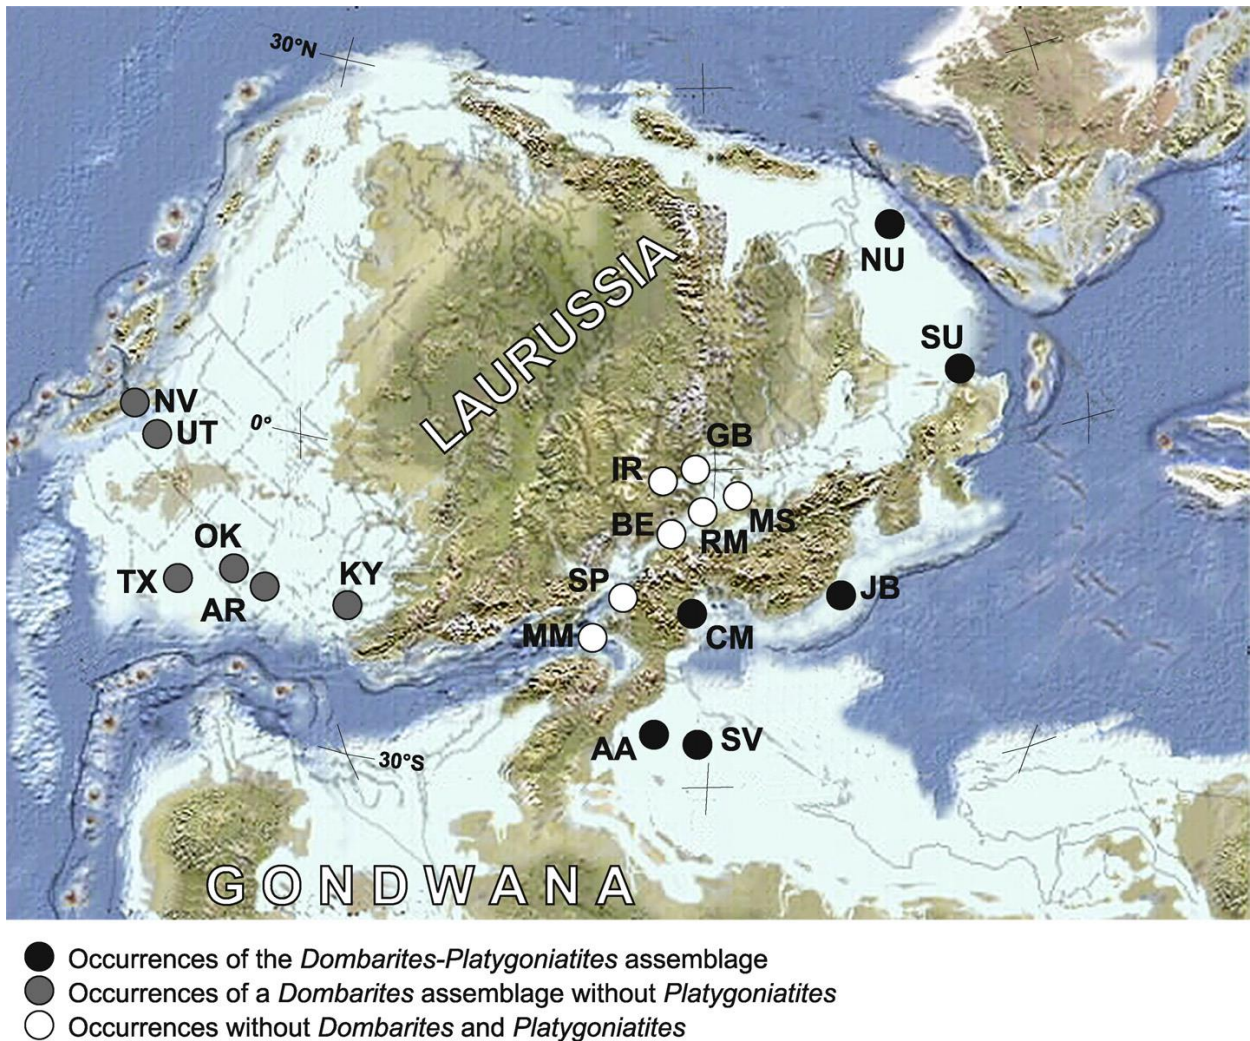 30°N
NU
LAURUSSIA
SU
NV
UT
0°
GB
IR
MS
BE
RM
OK
TX
AR
KY
SP
JB
MM
CM
AA
SV
30°S
GONDWANA
Occurrences of the Dombarites-Platygoniatites assemblage
Occurrences of a Dombarites assemblage without Platygoniatites
Occurrences without Dombarites and Platygoniatites